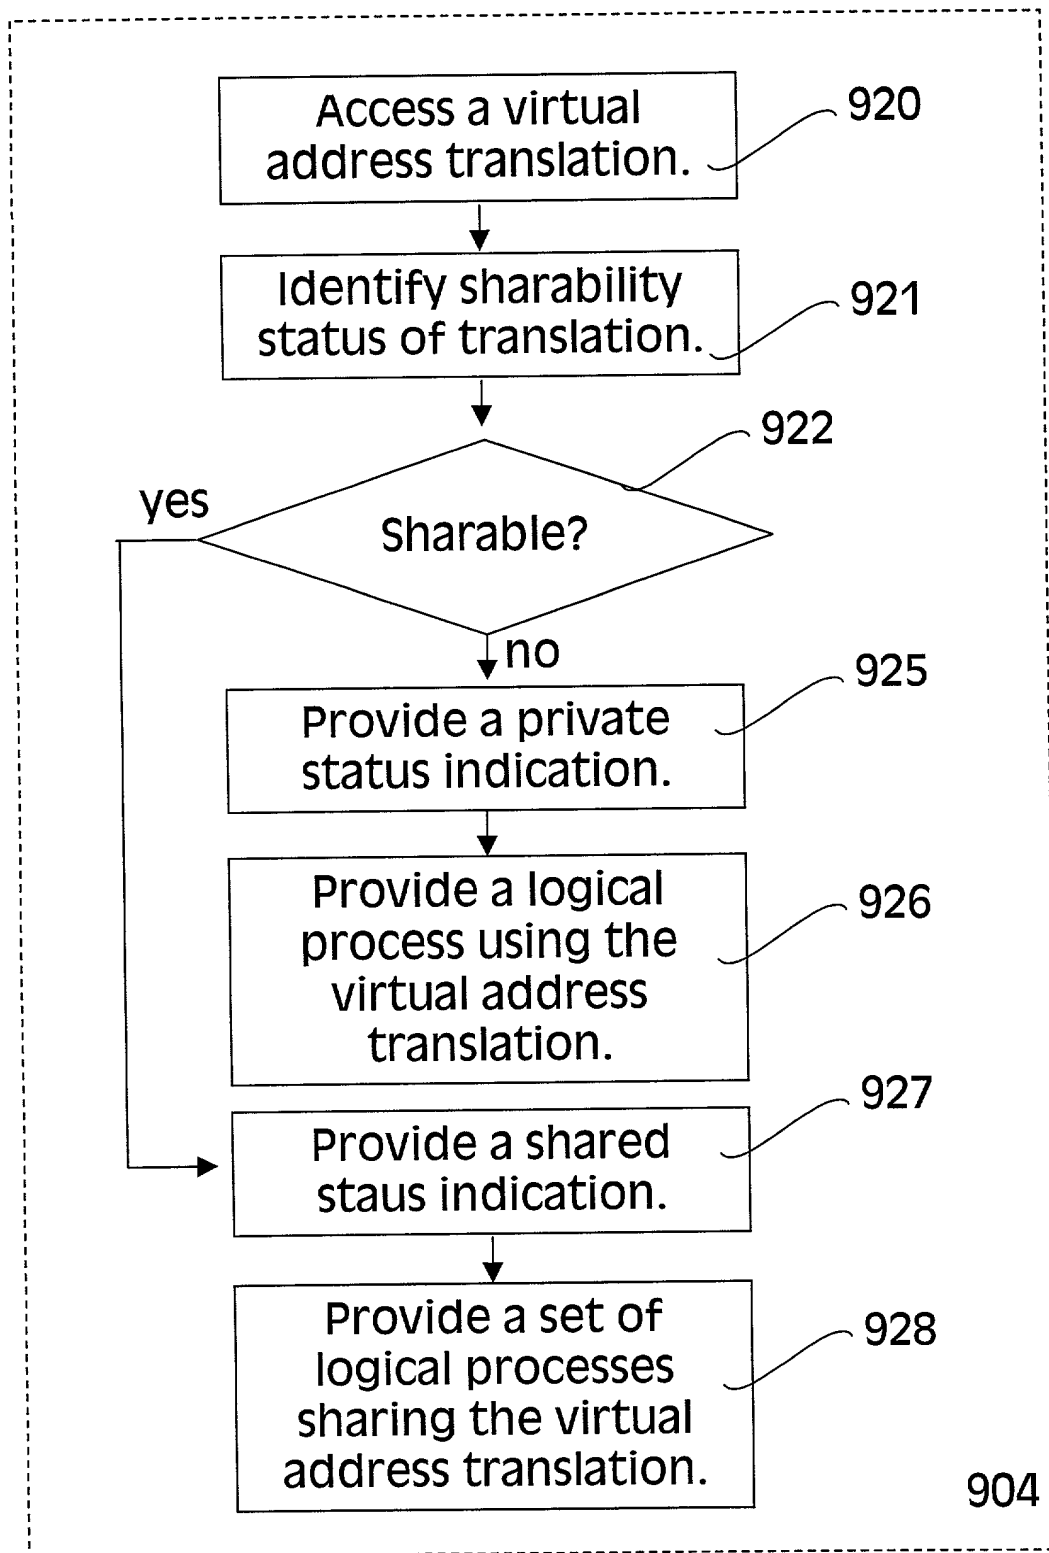 Access a virtual
address translation.
920
Identify sharability
status of translation.
921
922
yes
Sharable?
no
925
Provide a private
status indication.
Provide a logical
process using the
virtual address
translation.
926
927
Provide a shared
staus indication.
Provide a set of
logical processes
sharing the virtual
address translation.
928
904